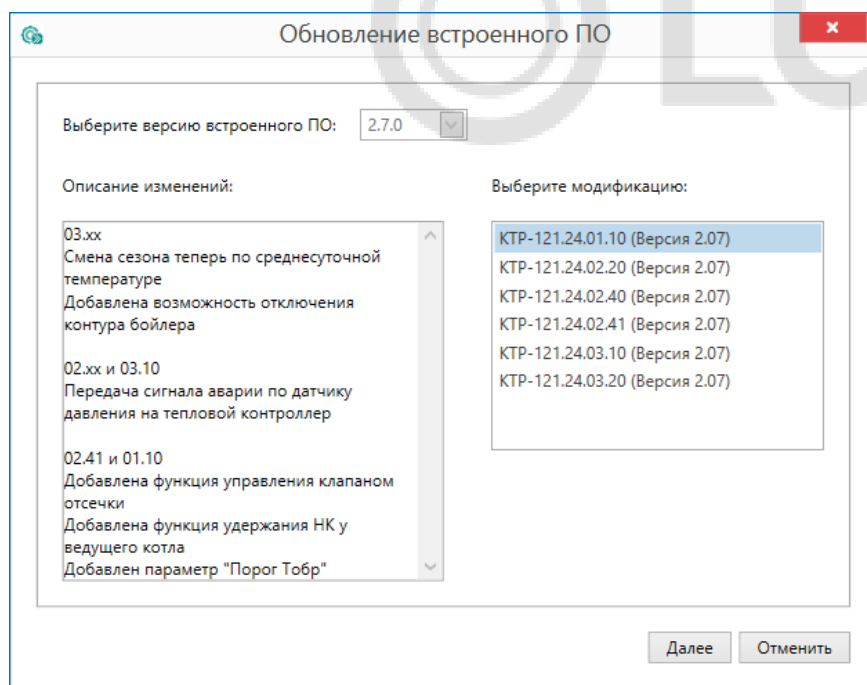 Обновление встроенного ПО
Выберите версию встроенного ПО: 2.7.0
Описание изменений:
03.xx
Смена сезона теперь по среднесуточной
температуре
Добавлена возможность отключения
контура бойлера
02.xx и 03.10
Передача сигнала аварии по датчику
давления на тепловой контроллер
02.41 и 01.10
Добавлена функция управления клапаном
отсечки
Добавлена функция удержания НК у
ведущего котла
Добавлен параметр "Порог Тобр"
Выберите модификацию:
КТР-121.24.01.10 (Версия 2.07)
КТР-121.24.02.20 (Версия 2.07)
КТР-121.24.02.40 (Версия 2.07)
КТР-121.24.02.41 (Версия 2.07)
КТР-121.24.03.10 (Версия 2.07)
КТР-121.24.03.20 (Версия 2.07)
Далее Отменить